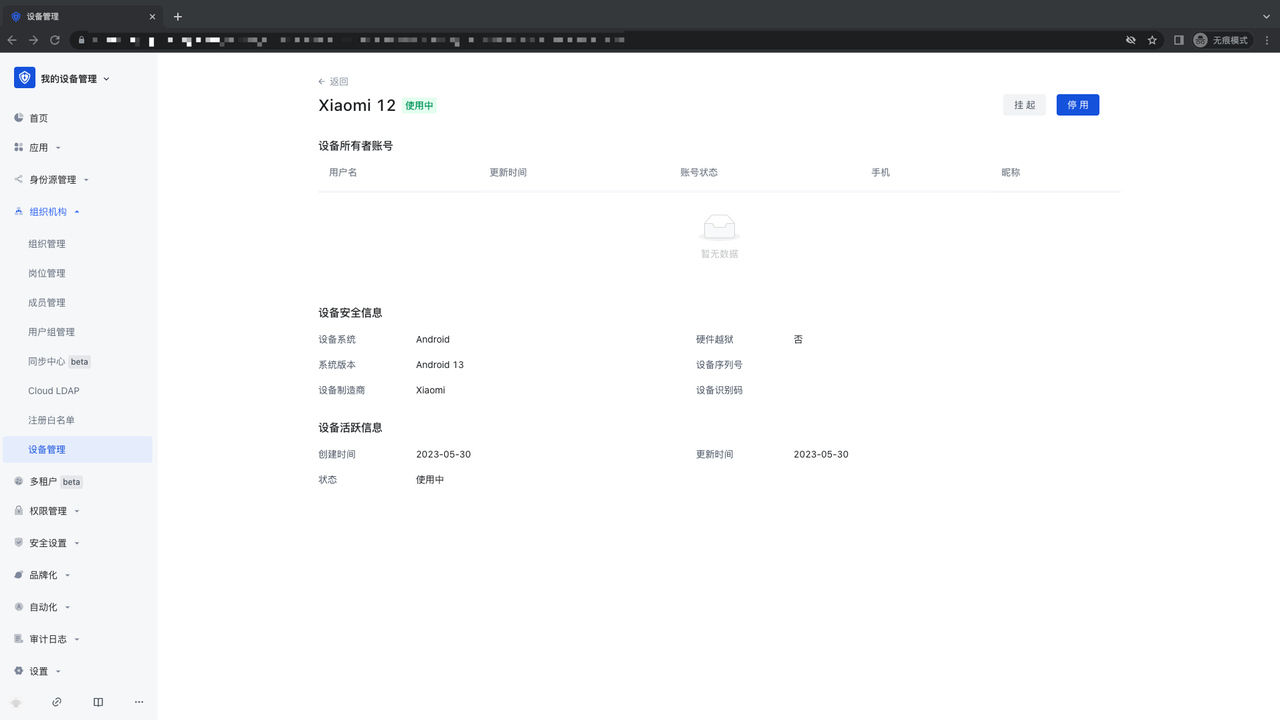 设备管理
无痕模式
我的设备管理
首页
应用
身份源管理
组织机构
组织管理
岗位管理
成员管理
用户组管理
同步中心 beta
Cloud LDAP
注册白名单
设备管理
多租户 beta
权限管理
安全设置
品牌化
自动化
审计日志
设置
返回
Xiaomi 12 使用中
挂起 停用
设备所有者账号
用户名 更新时间 账号状态 手机 昵称
暂无数据
设备安全信息
设备系统 Android 硬件越狱 否
系统版本 Android 13 设备序列号
设备制造商 Xiaomi 设备识别码
设备活跃信息
创建时间 2023-05-30 更新时间 2023-05-30
状态 使用中